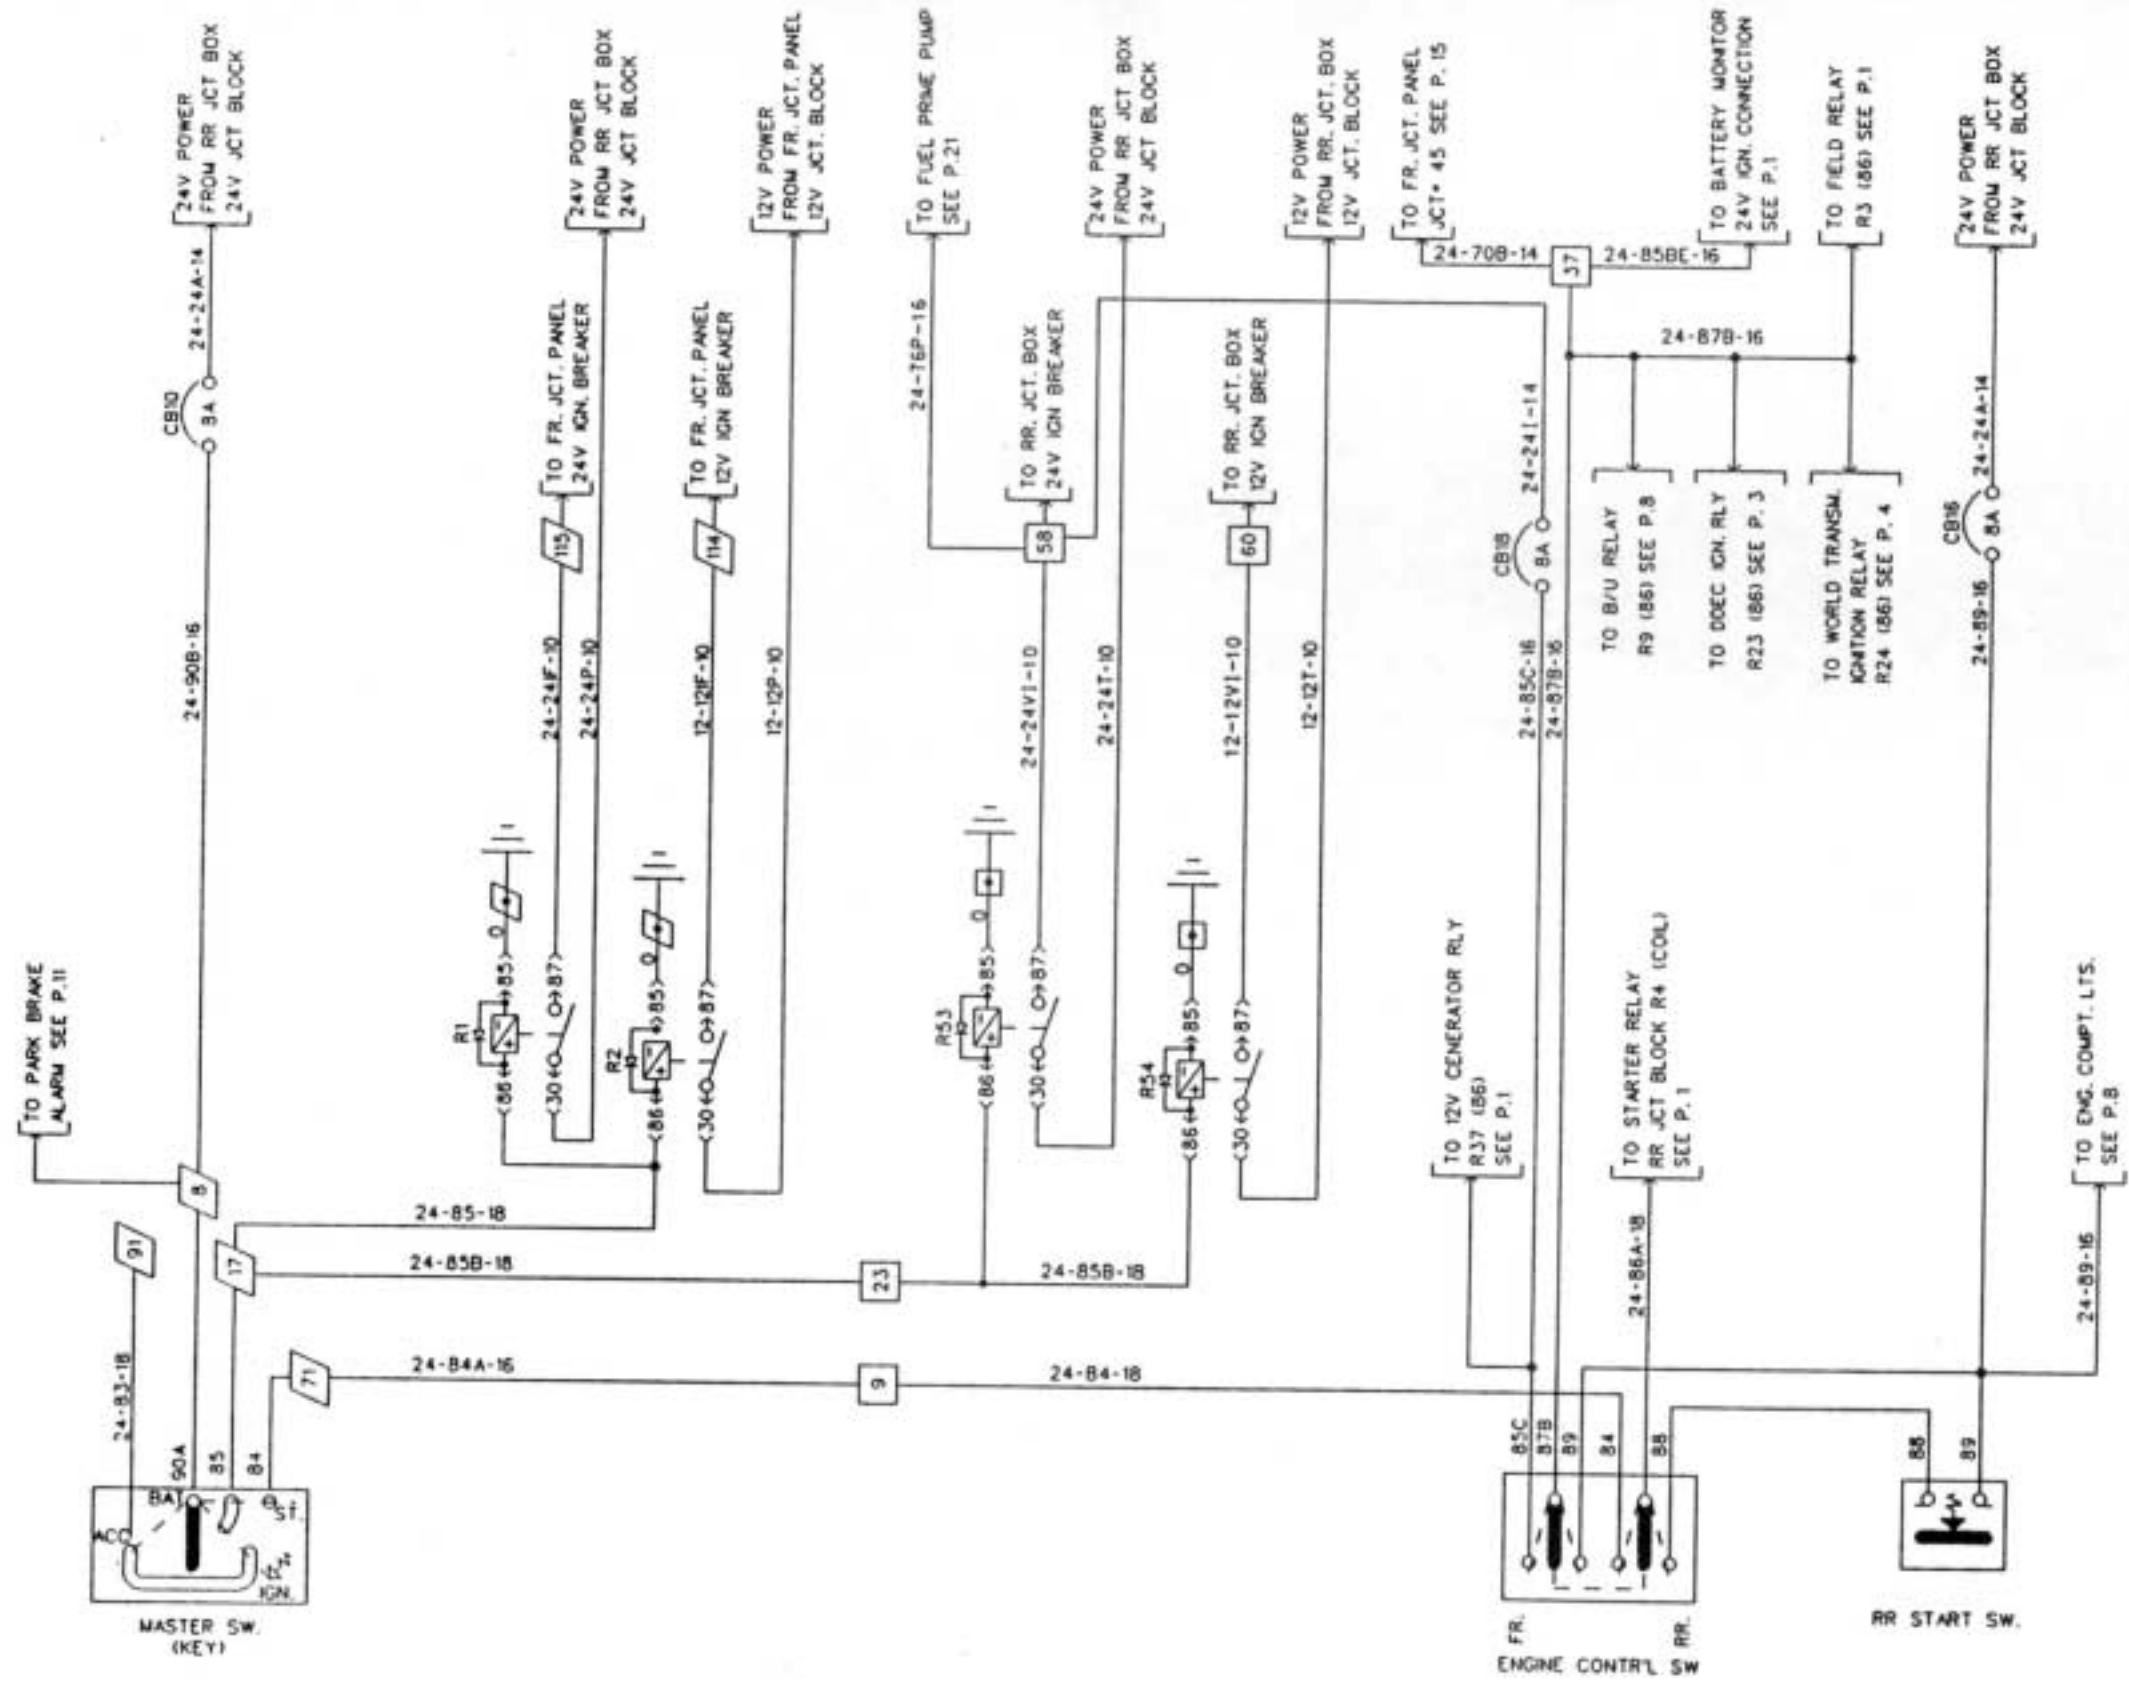 24V POWER
FROM RR JCT BOX
24V JCT BLOCK
24V POWER
FROM RR JCT BOX
24V JCT BLOCK
12V POWER
FROM FR. JCT. PANEL
12V JCT. BLOCK
TO FUEL PRIME PUMP
SEE P.21
24V POWER
FROM RR JCT BOX
24V JCT BLOCK
12V POWER
FROM RR. JCT. BOX
12V JCT. BLOCK
TO FR. JCT. PANEL
JCT• 45 SEE P. 15
TO BATTERY MONITOR
24V IGN. CONNECTION
SEE P.1
TO FIELD RELAY
R3 (86) SEE P.1
24V POWER
FROM RR JCT BOX
24V JCT BLOCK
24-24A-14
CB10
8A
24-90B-16
TO FR. JCT. PANEL
24V IGN. BREAKER
115
24-24IF-10
24-24P-10
TO FR. JCT. PANEL
12V IGN BREAKER
114
12-12IF-10
12-12P-10
24-76P-16
TO RR. JCT. BOX
24V IGN BREAKER
58
24-24VI-10
24-24T-10
TO RR. JCT. BOX
12V IGN BREAKER
60
12-12VI-10
12-12T-10
24-70B-14
37
24-85BE-16
24-87B-16
24-24I-14
CB18
8A
24-85C-16
24-87B-16
TO B/U RELAY
R9 (86) SEE P.8
TO DDEC IGN. RLY
R23 (86) SEE P. 3
TO WORLD TRANSM.
IGNITION RELAY
R24 (86) SEE P. 4
24-24A-14
CB16
8A
24-89-16
TO PARK BRAKE
ALARM SEE P.11
R1
0
85
86
87
30
R2
0
85
86
87
30
R53
0
85
86
87
30
R54
0
85
86
87
30
TO 12V GENERATOR RLY
R37 (86)
SEE P.1
TO STARTER RELAY
RR JCT BLOCK R4 (COIL)
SEE P. 1
TO ENG. COMPT. LTS.
SEE P.8
8
91
17
24-85-18
24-85B-18
23
24-85B-18
24-83-18
71
24-84A-16
9
24-84-18
24-86A-18
24-89-16
90A
85
84
BAT
ACC
ST.
IGN.
MASTER SW.
(KEY)
85C
87B
89
84
88
FR.
RR.
ENGINE CONTR'L SW
88
89
RR START SW.